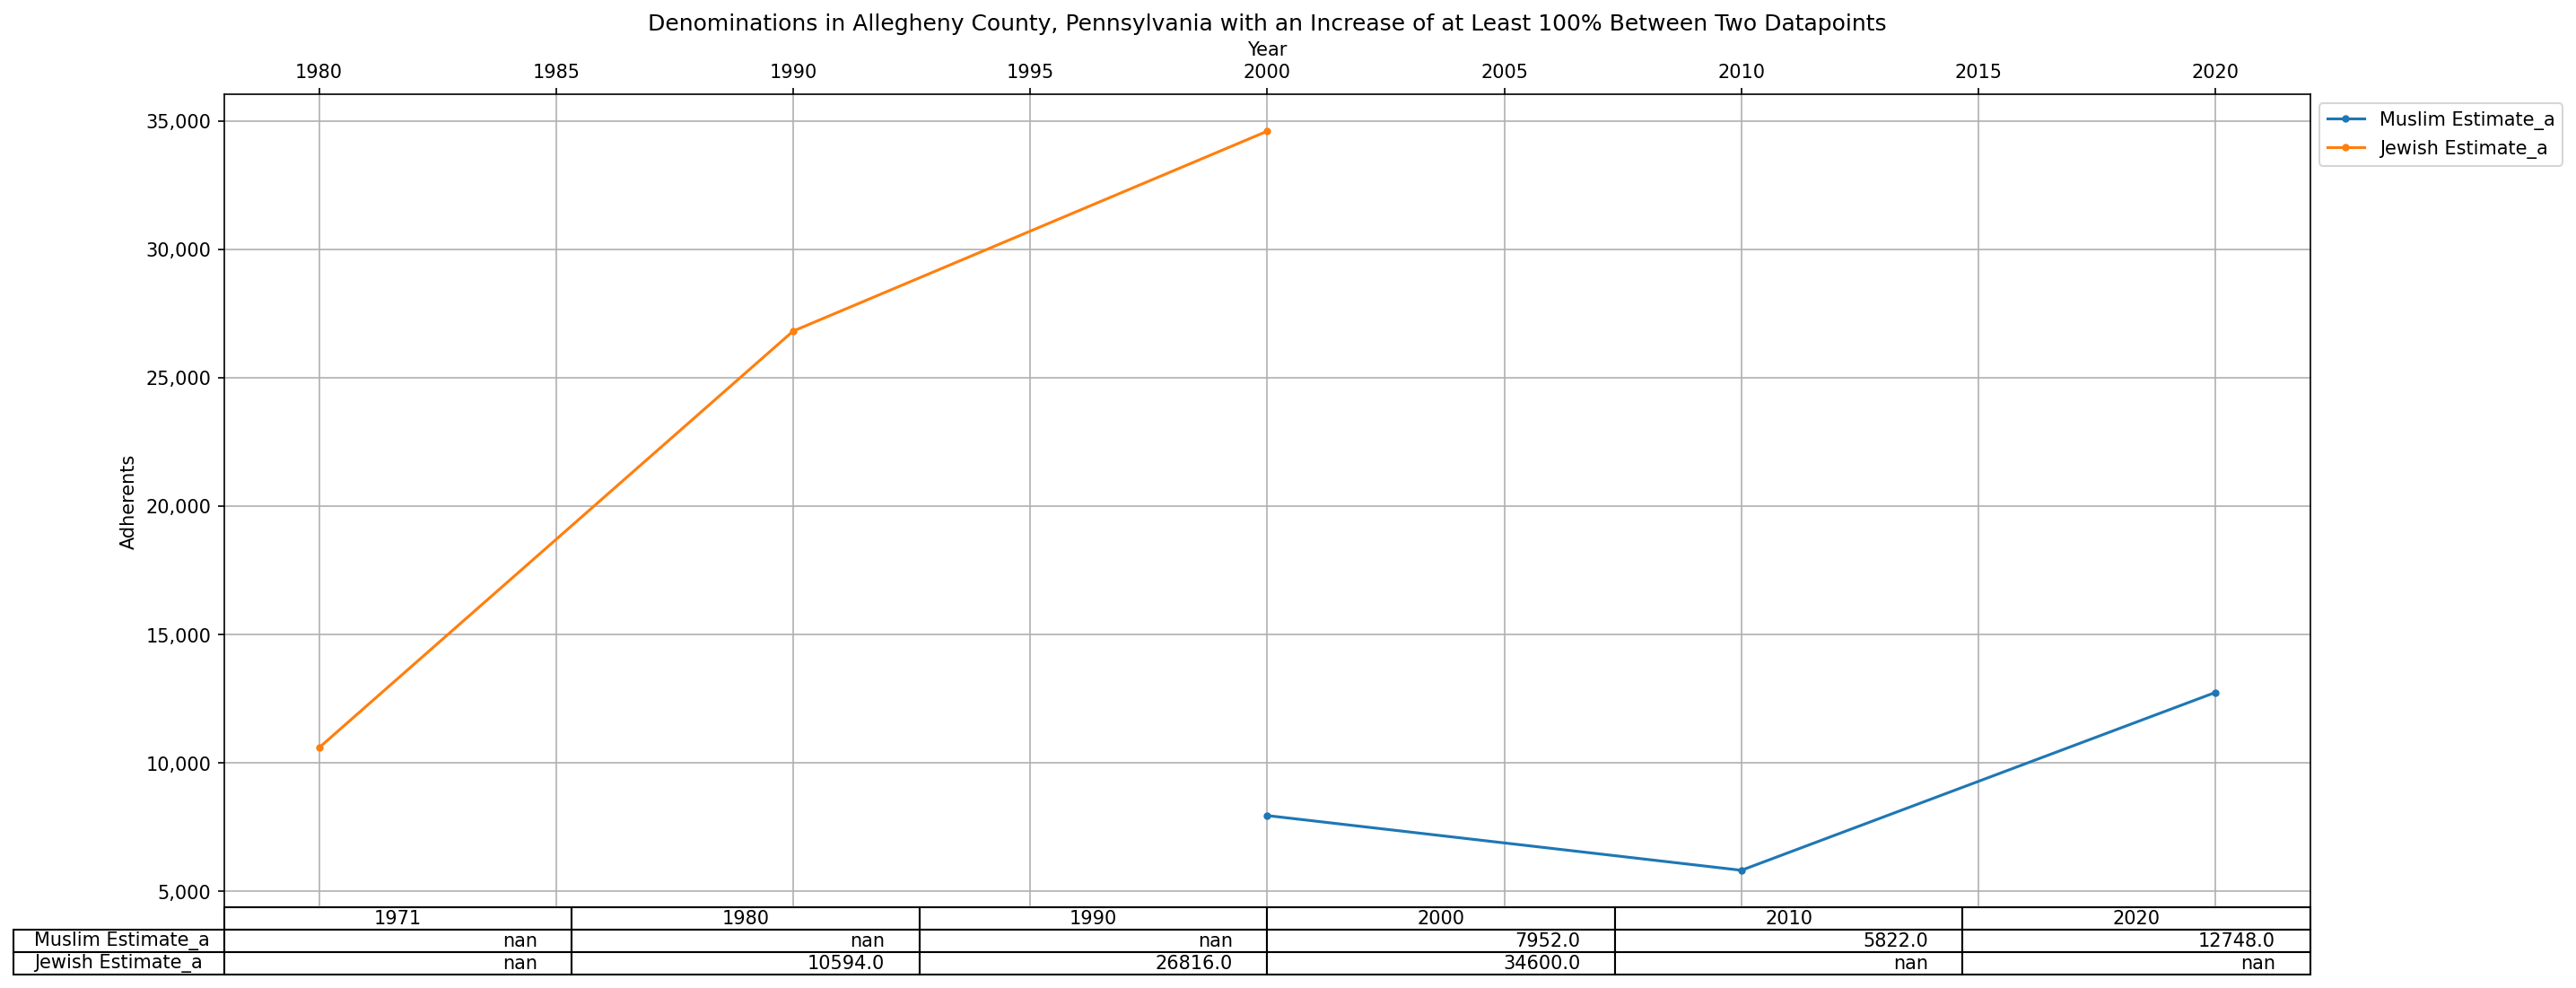 Denominations in Allegheny County, Pennsylvania with an Increase of at Least 100% Between Two Datapoints
Year
1980 1985 1990 1995 2000 2005 2010 2015 2020
Muslim Estimate_a
Jewish Estimate_a
35,000
30,000
25,000
20,000
15,000
10,000
5,000
Adherents
1971 1980 1990 2000 2010 2020
Muslim Estimate_a nan nan nan 7952.0 5822.0 12748.0
Jewish Estimate_a nan 10594.0 26816.0 34600.0 nan nan